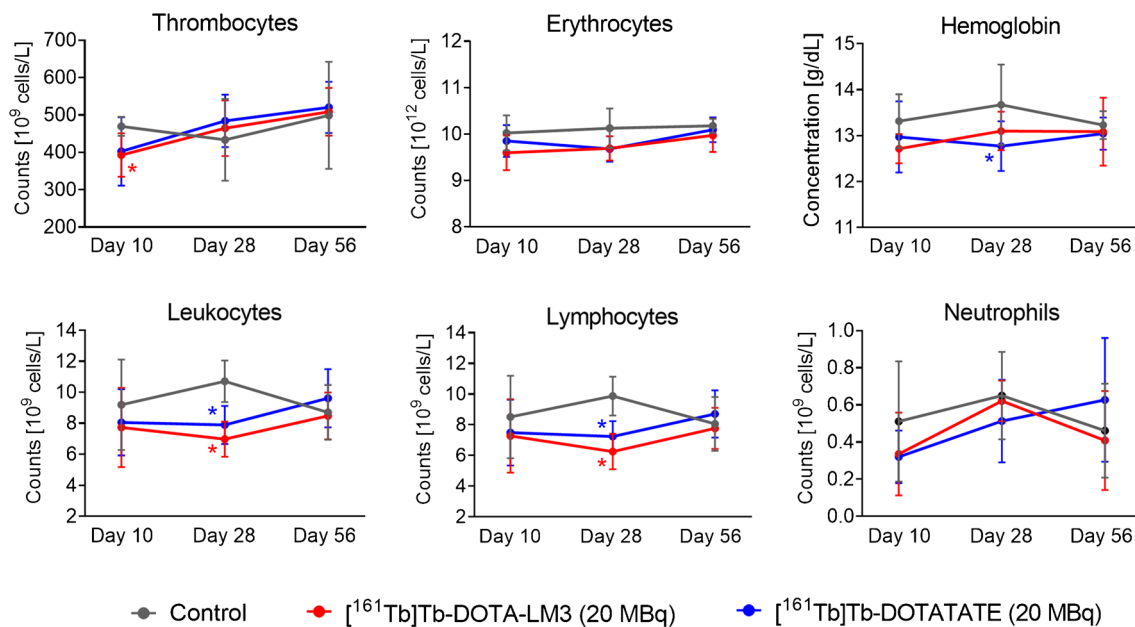 Thrombocytes
Counts [10⁹ cells/L]
700
600
500
400
300
200
*
Day 10 Day 28 Day 56
Erythrocytes
Counts [10¹² cells/L]
12
11
10
9
8
Day 10 Day 28 Day 56
Hemoglobin
Concentration [g/dL]
15
14
13
12
11
*
Day 10 Day 28 Day 56
Leukocytes
Counts [10⁹ cells/L]
14
12
10
8
6
4
2
*
*
Day 10 Day 28 Day 56
Lymphocytes
Counts [10⁹ cells/L]
14
12
10
8
6
4
2
*
*
Day 10 Day 28 Day 56
Neutrophils
Counts [10⁹ cells/L]
1.0
0.8
0.6
0.4
0.2
0.0
Day 10 Day 28 Day 56
Control [¹⁶¹Tb]Tb-DOTA-LM3 (20 MBq) [¹⁶¹Tb]Tb-DOTATATE (20 MBq)